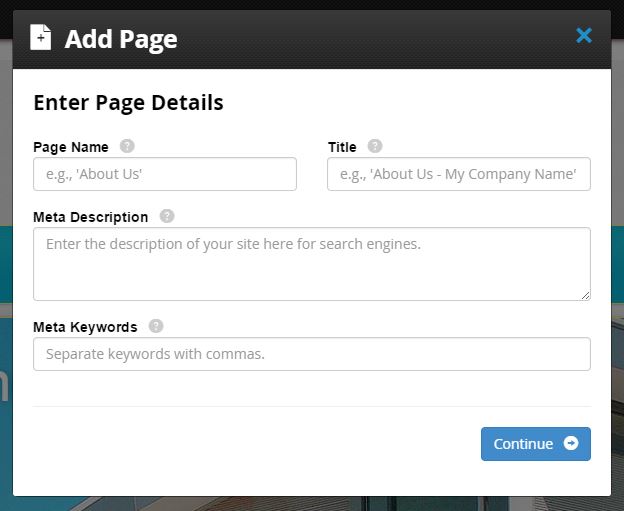 Add Page
Enter Page Details
Page Name ?
Title ?
e.g., 'About Us'
e.g., 'About Us - My Company Name'
Meta Description ?
Enter the description of your site here for search engines.
Meta Keywords ?
Separate keywords with commas.
Continue